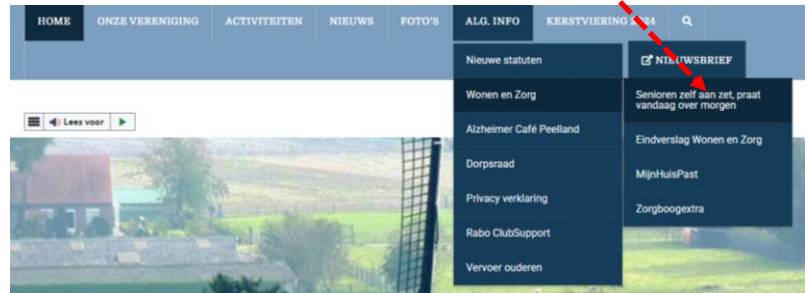 HOME ONZE VERENIGING ACTIVITEITEN NIEUWS FOTO'S ALG. INFO KERSTVIERING 2024
NIEUWSBRIEF
Lees voor
Nieuwe statuten
Wonen en Zorg
Alzheimer Café Peelland
Dorpsraad
Privacy verklaring
Rabo ClubSupport
Vervoer ouderen
Senioren zelf aan zet, praat
vandaag over morgen
Eindverslag Wonen en Zorg
MijnHuisPast
Zorgboogextra